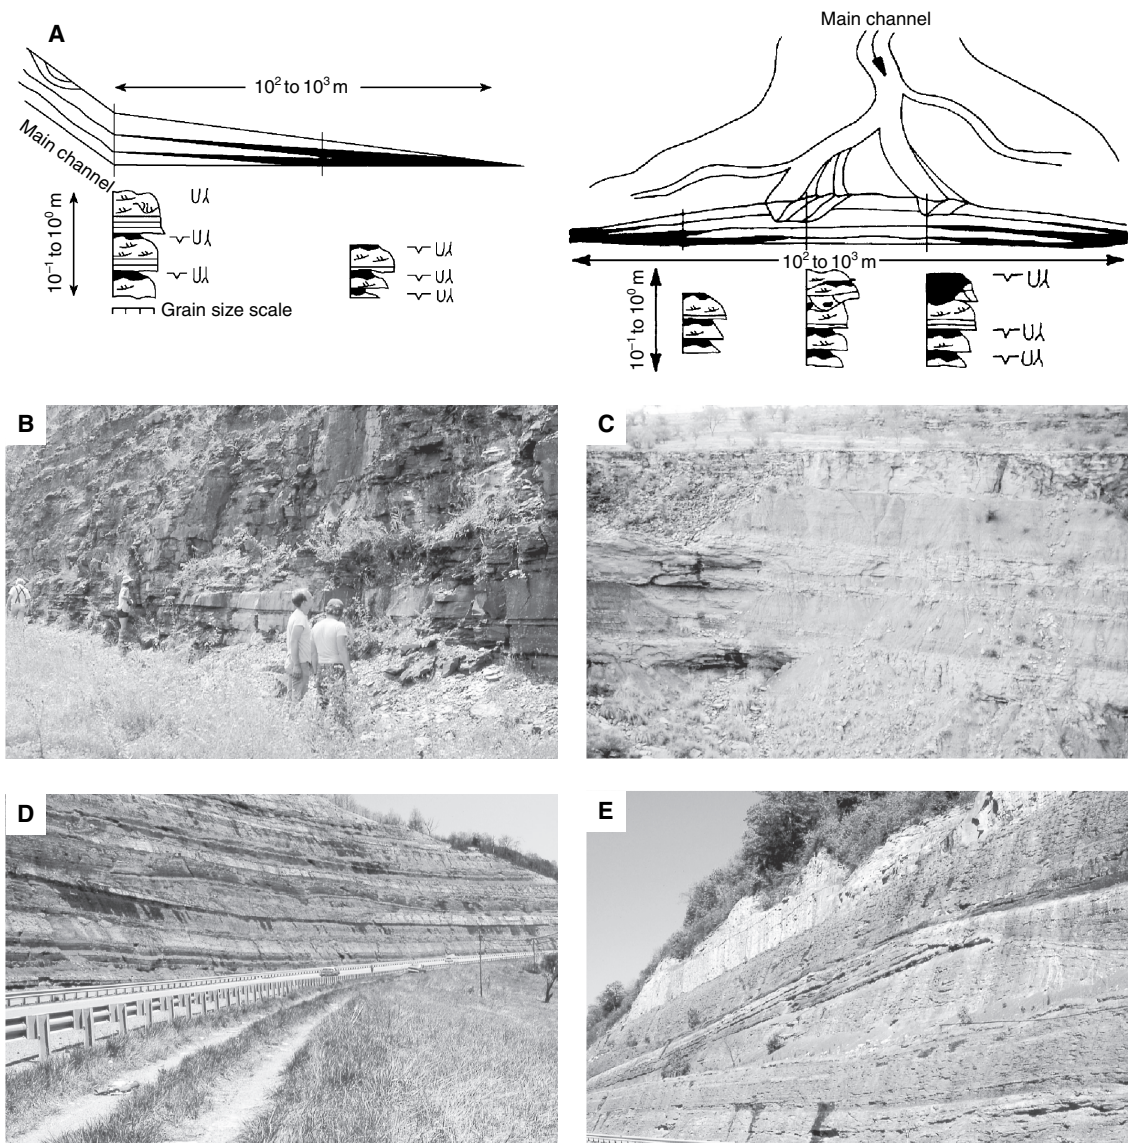 A
Main channel
10² to 10³ m
Main channel
10⁻¹ to 10⁰ m
Grain size scale
10² to 10³ m
10⁻¹ to 10⁰ m
B
C
D
E